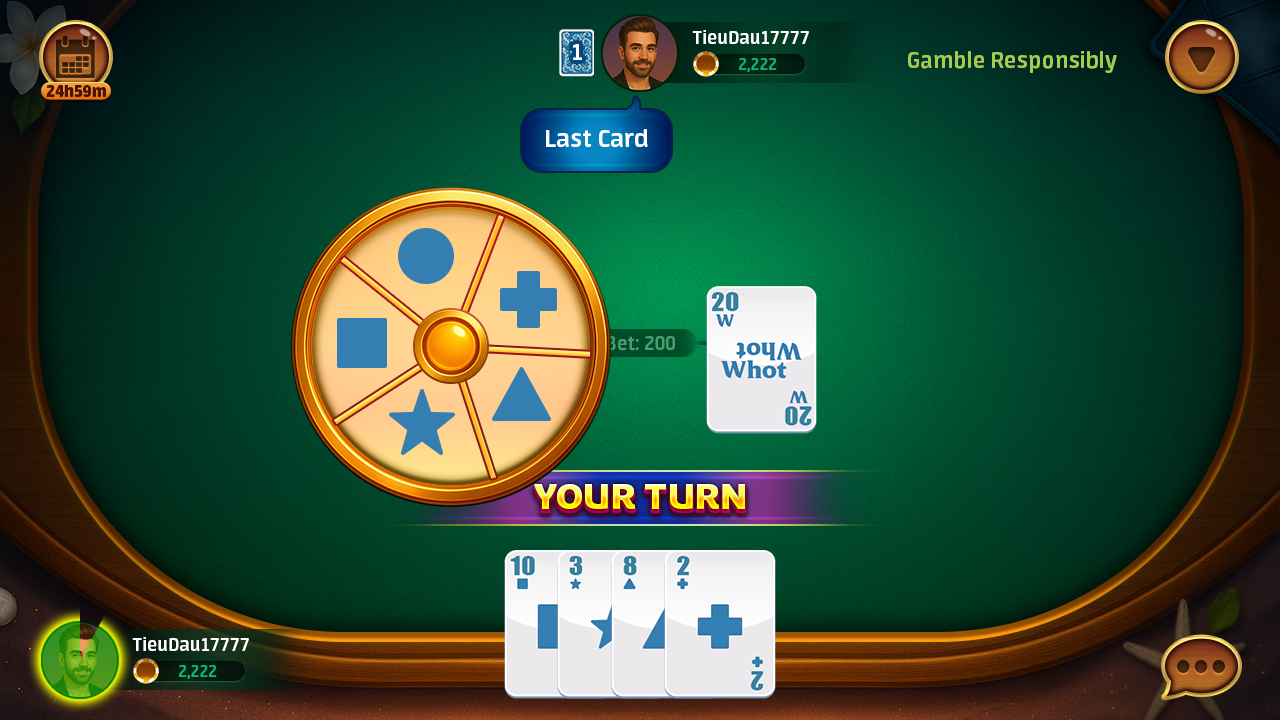 24h59m
1
TieuDau17777
2,222
Gamble Responsibly
Last Card
Bet: 200
20
W
Whot
Whot
W
20
YOUR TURN
10
3
8
2
2
TieuDau17777
2,222